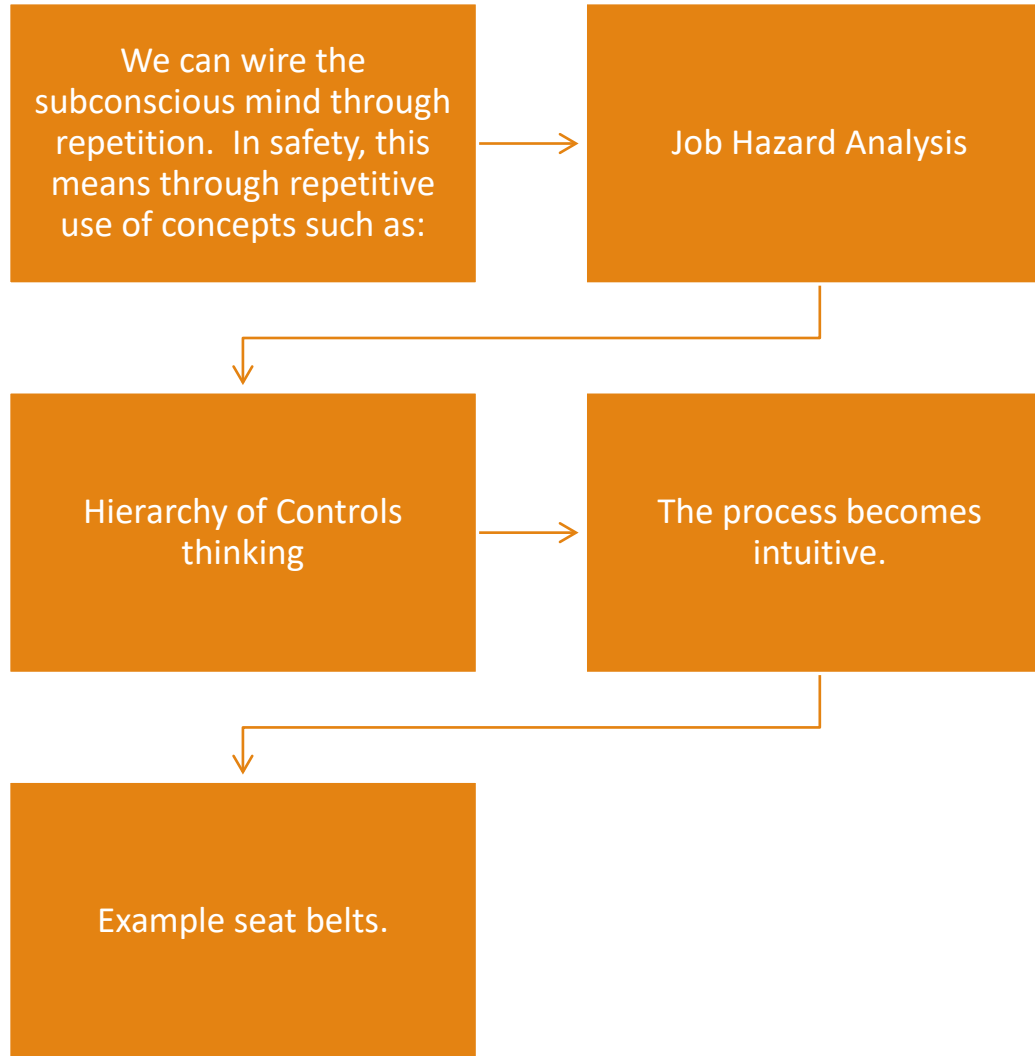 We can wire the
subconscious mind through
repetition.  In safety, this
means through repetitive
use of concepts such as:
Job Hazard Analysis
Hierarchy of Controls
thinking
The process becomes
intuitive.
Example seat belts.